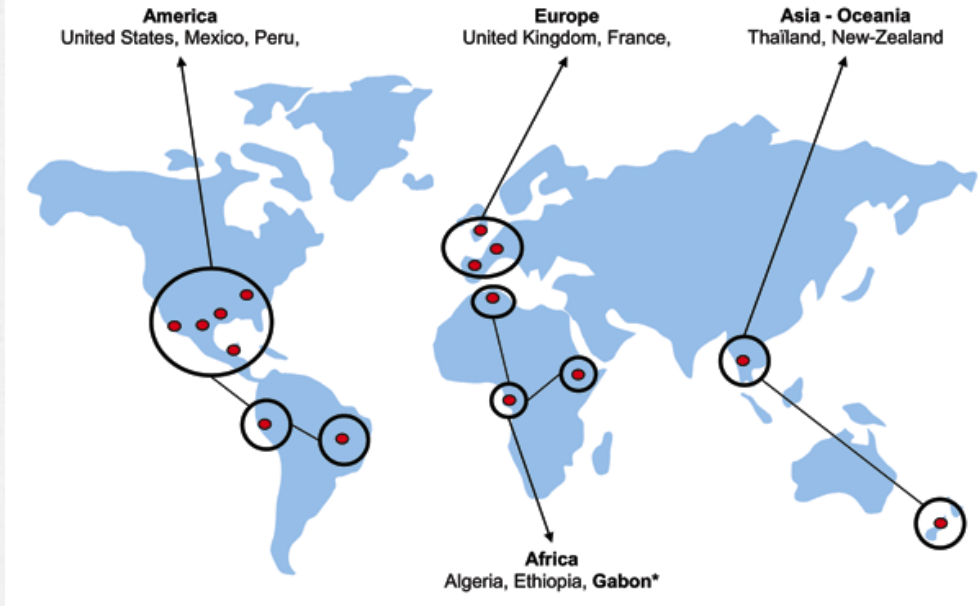 America
United States, Mexico, Peru,
Europe
United Kingdom, France,
Asia - Oceania
Thaïland, New-Zealand
Africa
Algeria, Ethiopia, Gabon*